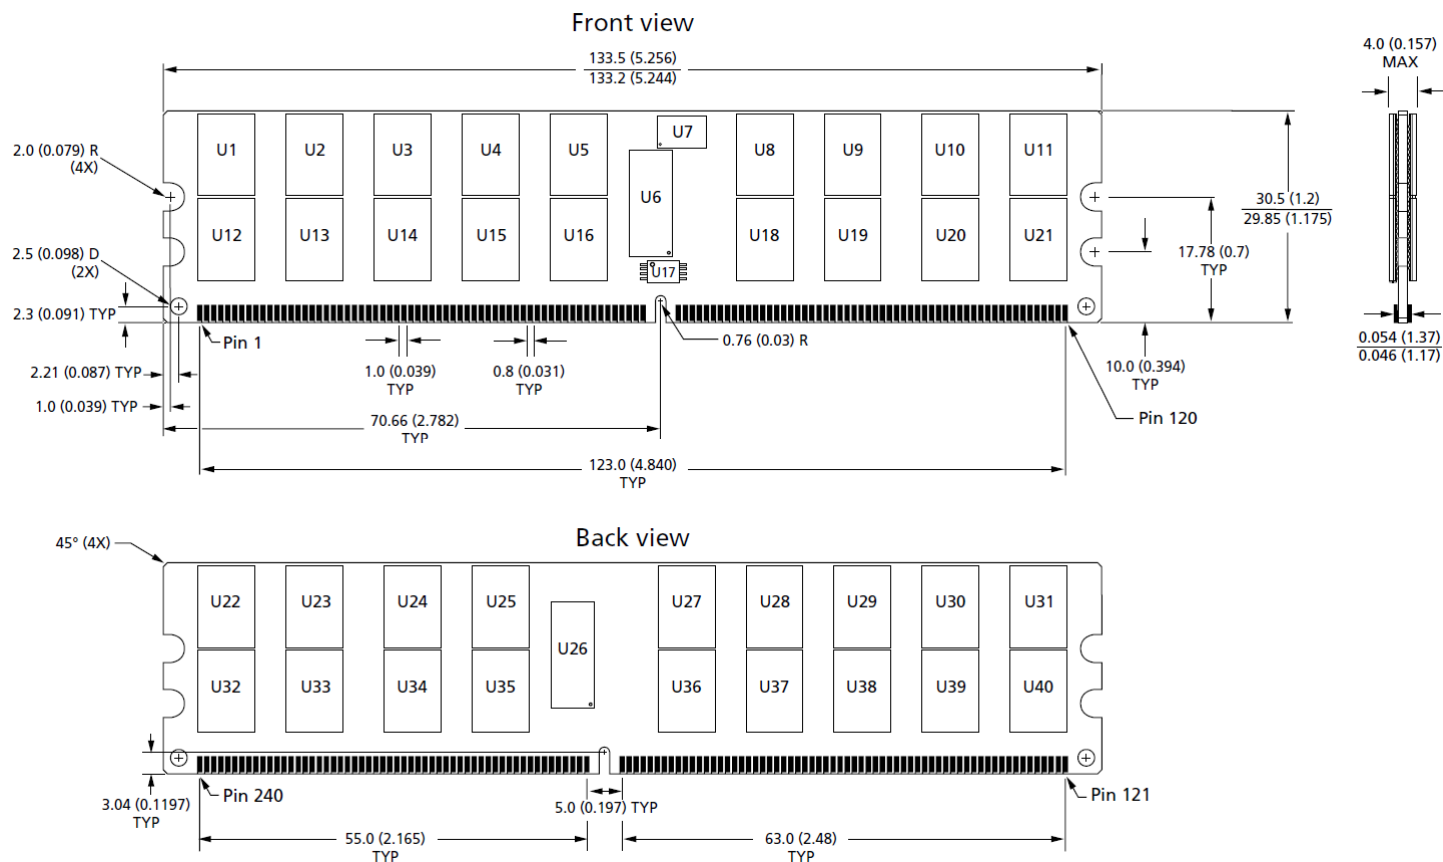 Front view
133.5 (5.256)
133.2 (5.244)
4.0 (0.157)
MAX
U1 U2 U3 U4 U5 U7 U8 U9 U10 U11
2.0 (0.079) R
(4X)
U6
30.5 (1.2)
29.85 (1.175)
U12 U13 U14 U15 U16 U18 U19 U20 U21
2.5 (0.098) D
(2X)
17.78 (0.7)
TYP
U17
2.3 (0.091) TYP
Pin 1
0.76 (0.03) R
0.054 (1.37)
0.046 (1.17)
2.21 (0.087) TYP
1.0 (0.039)
TYP
0.8 (0.031)
TYP
10.0 (0.394)
TYP
1.0 (0.039) TYP
70.66 (2.782)
TYP
Pin 120
123.0 (4.840)
TYP
Back view
45° (4X)
U22 U23 U24 U25 U27 U28 U29 U30 U31
U26
U32 U33 U34 U35 U36 U37 U38 U39 U40
Pin 240
Pin 121
3.04 (0.1197)
TYP
5.0 (0.197) TYP
55.0 (2.165)
TYP
63.0 (2.48)
TYP